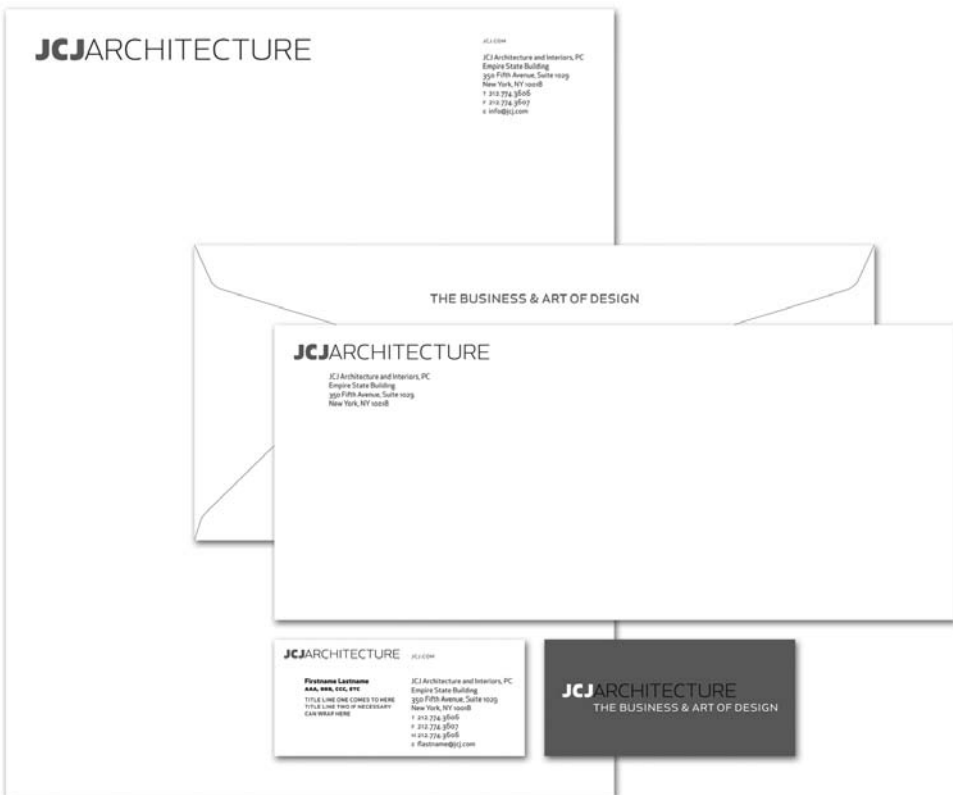 JCJARCHITECTURE
JCJ.COM
JCJ Architecture and Interiors, PC
Empire State Building
350 Fifth Avenue, Suite 1029
New York, NY 10018
T 212.774.3606
F 212.774.3607
E info@jcj.com
THE BUSINESS & ART OF DESIGN
JCJARCHITECTURE
JCJ Architecture and Interiors, PC
Empire State Building
350 Fifth Avenue, Suite 1029
New York, NY 10018
JCJARCHITECTURE JCJ.COM
Firstname Lastname
AAA, BBB, CCC, ETC
TITLE LINE ONE COMES TO HERE
TITLE LINE TWO IF NECESSARY
CAN WRAP HERE
JCJ Architecture and Interiors, PC
Empire State Building
350 Fifth Avenue, Suite 1029
New York, NY 10018
T 212.774.3606
F 212.774.3607
M 212.774.3606
E flastname@jcj.com
JCJARCHITECTURE
THE BUSINESS & ART OF DESIGN